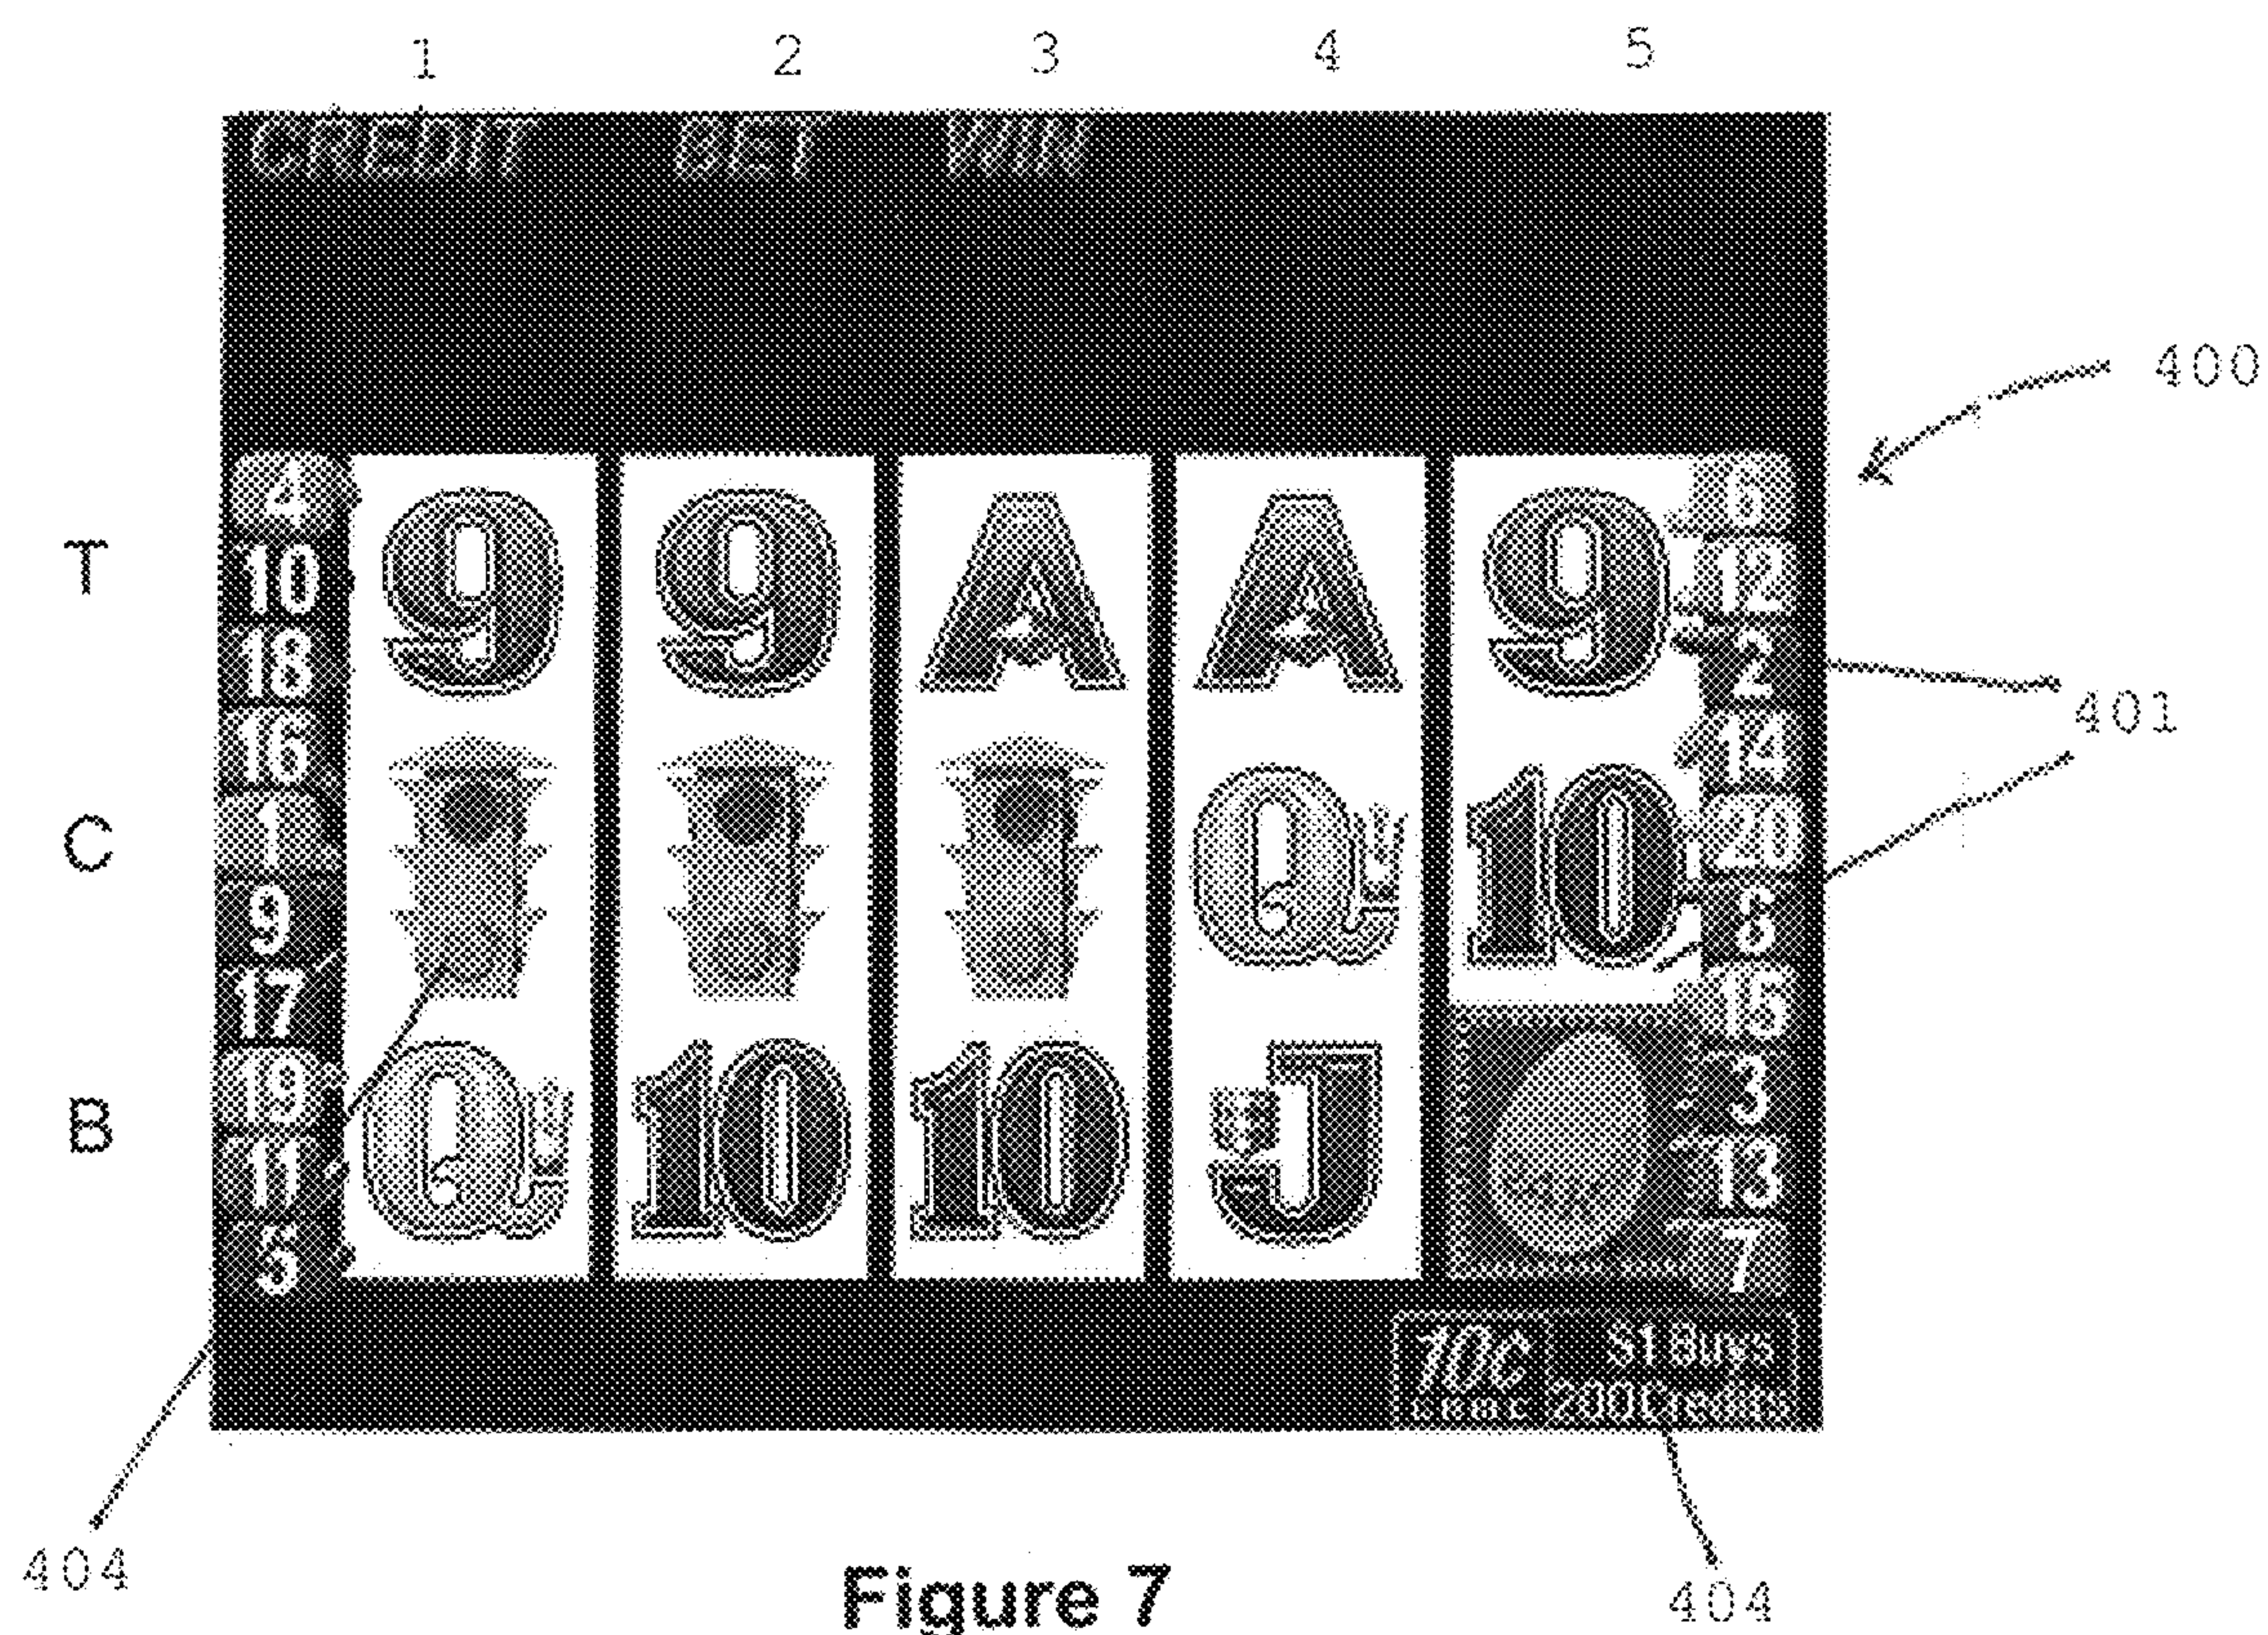 1 2 3 4 5
CREDIT BET WIN
400
4 9 9 A A 9 6
T 10 12
18 2
401
16 14
C 1 Q 10 20
9 8
17 15
19 Q 10 10 J 3
B 11 13
5 7
$1 Buys
200 Credits
404 404
Figure 7